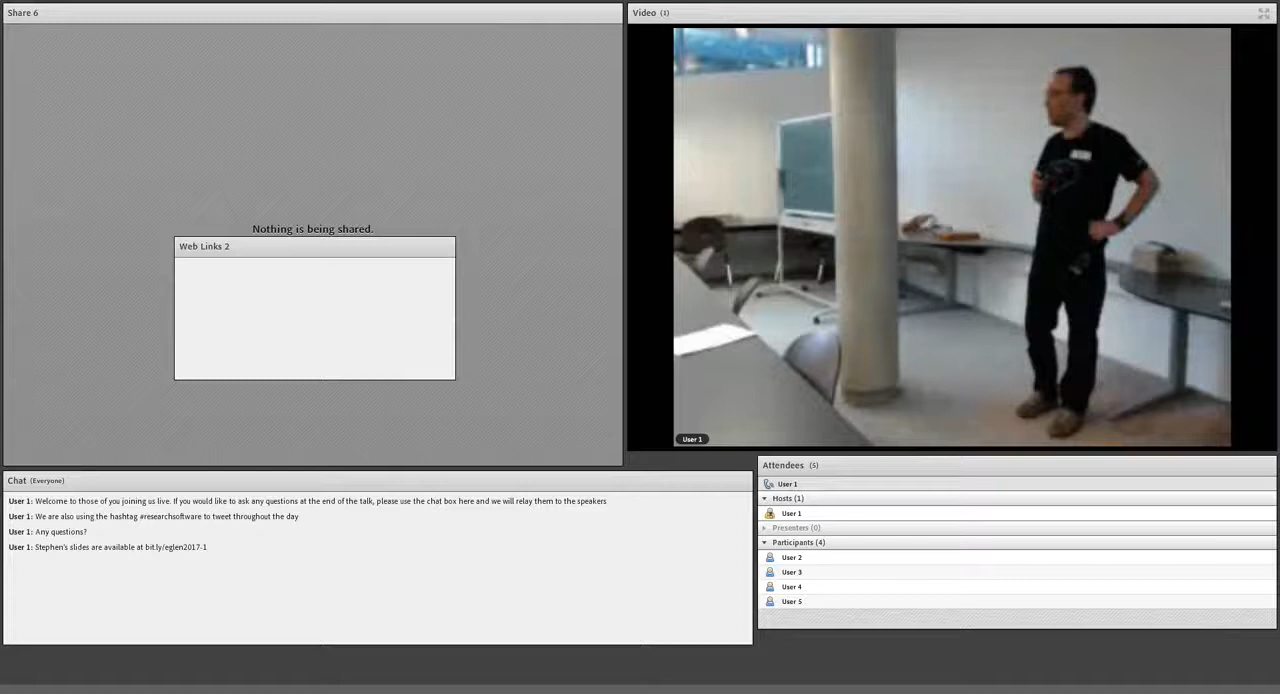 Share 6
Video (1)
Nothing is being shared.
Web Links 2
User 1
Chat (Everyone)
User 1: Welcome to those of you joining us live. If you would like to ask any questions at the end of the talk, please use the chat box here and we will relay them to the speakers
User 1: We are also using the hashtag #researchsoftware to tweet throughout the day
User 1: Any questions?
User 1: Stephen's slides are available at bit.ly/eglen2017-1
Attendees (5)
User 1
Hosts (1)
User 1
Presenters (0)
Participants (4)
User 2
User 3
User 4
User 5